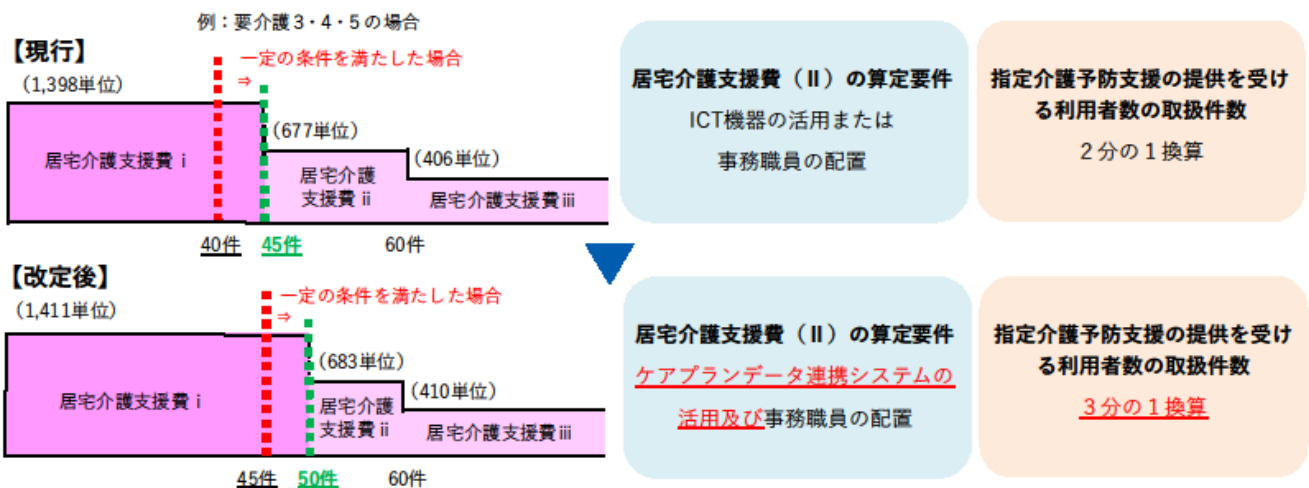 例：要介護３・４・５の場合
【現行】
一定の条件を満たした場合
⇒
（1,398単位）
（677単位）
（406単位）
居宅介護支援費ⅰ
居宅介護
支援費ⅱ
居宅介護支援費ⅲ
40件
45件
60件
居宅介護支援費（Ⅱ）の算定要件
ICT機器の活用または
事務職員の配置
指定介護予防支援の提供を受け
る利用者数の取扱件数
２分の１換算
【改定後】
一定の条件を満たした場合
⇒
（1,411単位）
（683単位）
（410単位）
居宅介護支援費ⅰ
居宅介護
支援費ⅱ
居宅介護支援費ⅲ
45件
50件
60件
居宅介護支援費（Ⅱ）の算定要件
ケアプランデータ連携システムの
活用及び事務職員の配置
指定介護予防支援の提供を受け
る利用者数の取扱件数
３分の１換算